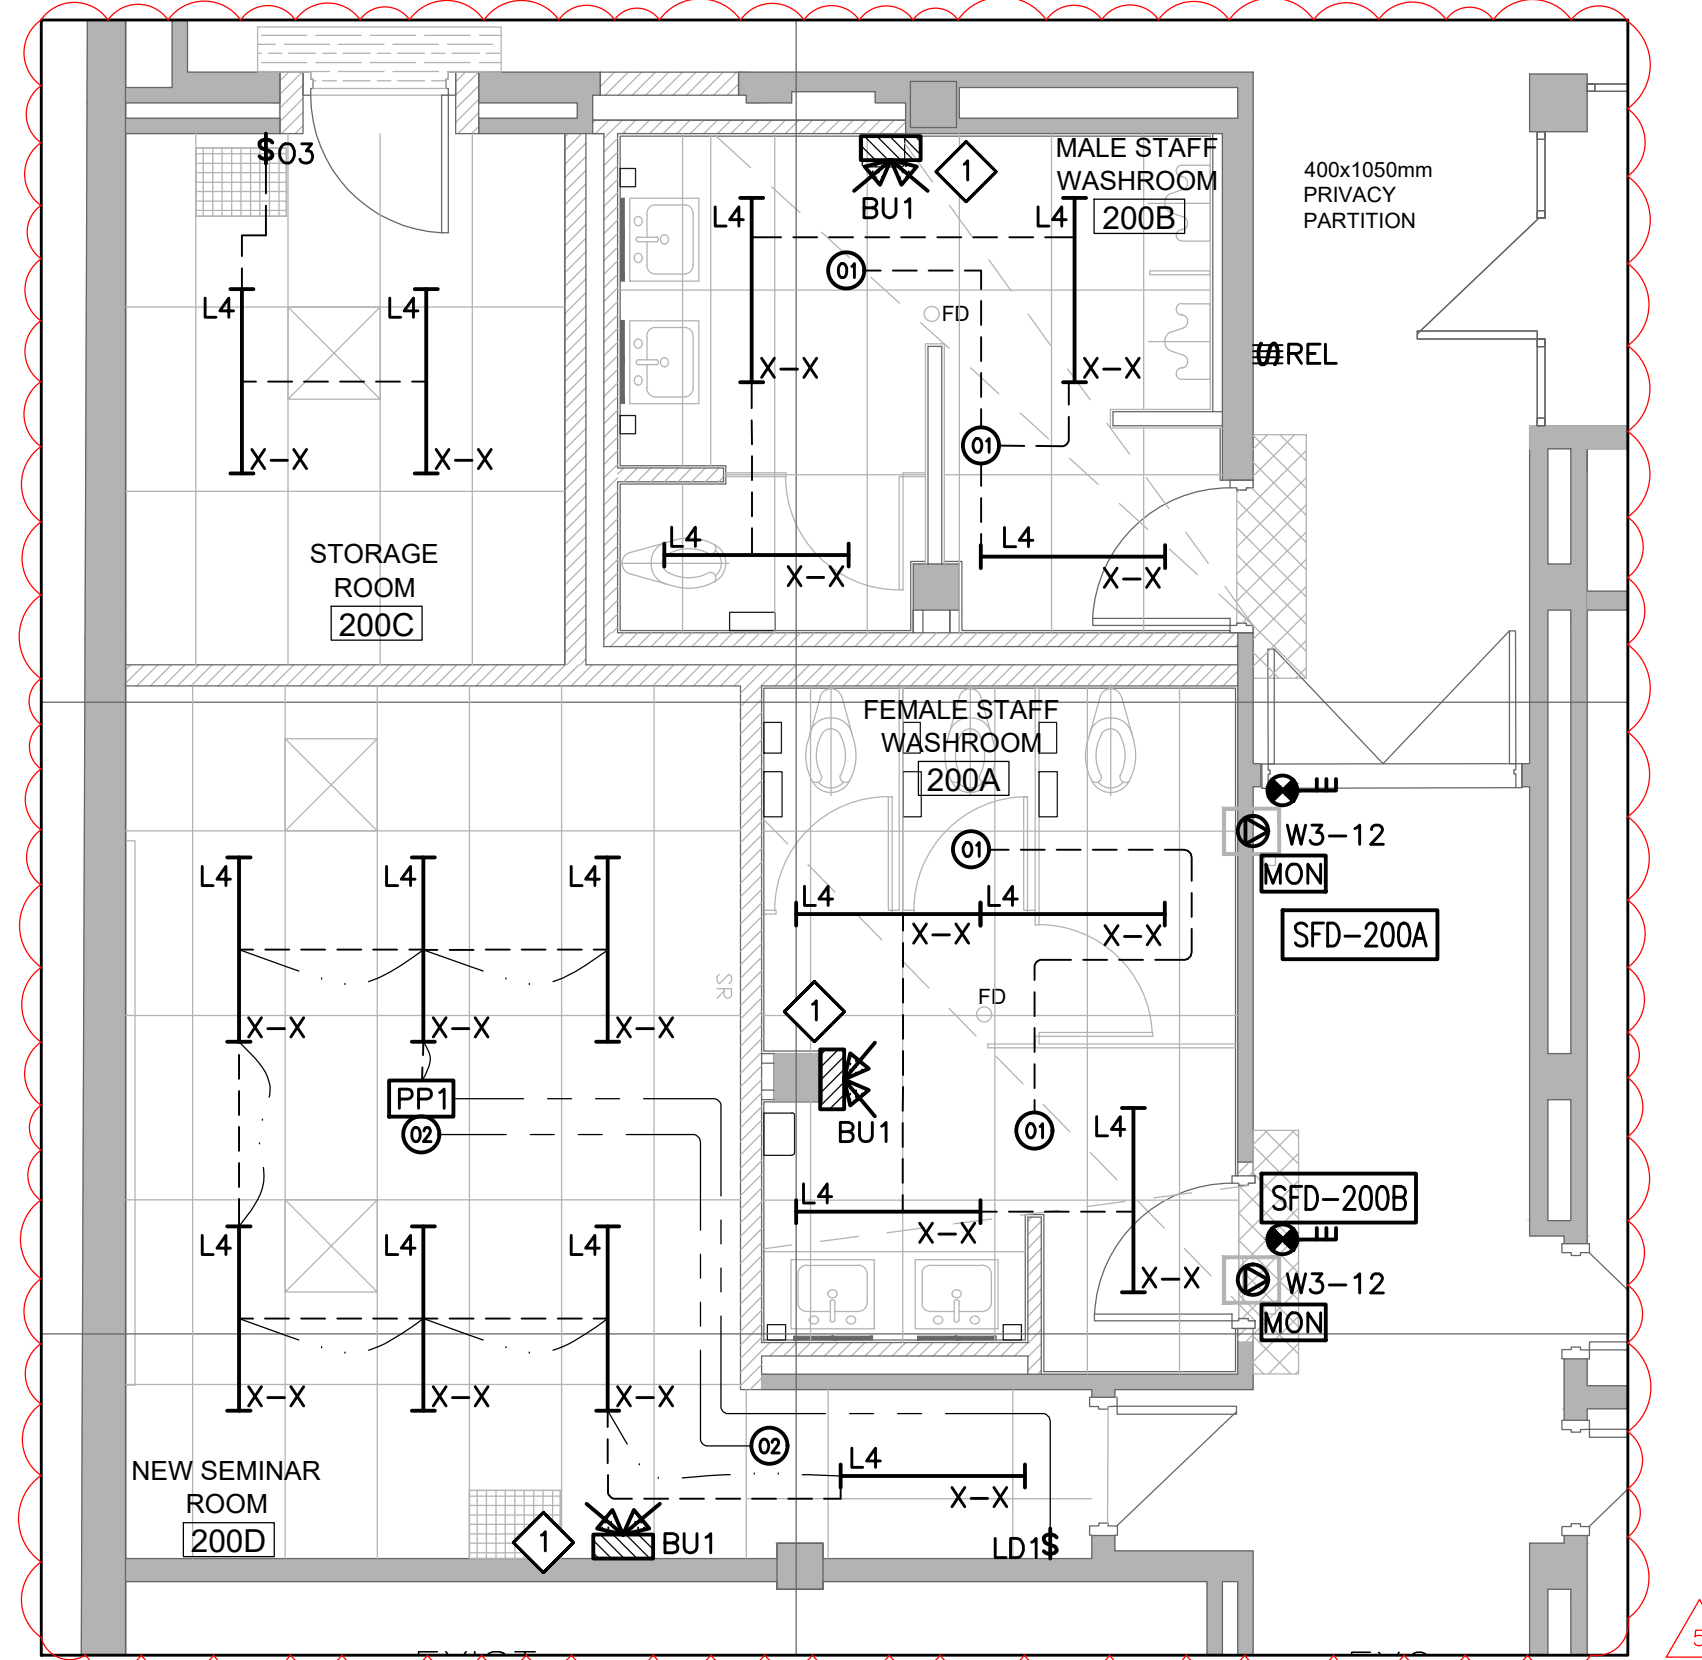 $03
MALE STAFF
WASHROOM
200B
400x1050mm
PRIVACY
PARTITION
1
BU1
L4
L4
01
L4
L4
FD
X-X
X-X
$REL
01
X-X
X-X
L4
L4
X-X
X-X
STORAGE
ROOM
200C
FEMALE STAFF
WASHROOM
200A
W3-12
MON
01
L4
L4
L4
L4
L4
X-X
X-X
SFD-200A
SR
FD
1
X-X
X-X
X-X
PP1
02
BU1
01
L4
L4
SFD-200B
L4
L4
L4
X-X
X-X
W3-12
MON
X-X
X-X
X-X
02
L4
X-X
NEW SEMINAR
ROOM
200D
1
BU1
LD1$
5